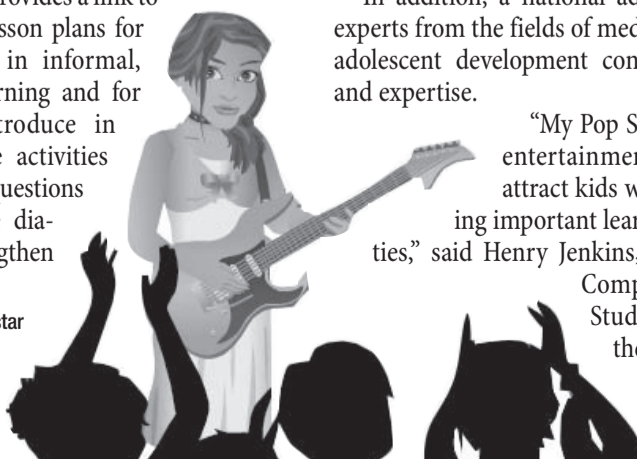 provides a link to
sson plans for
in informal,
rning and for
troduce in
e activities
uestions
dia-
gthen
star
In addition, a national ad
experts from the fields of med
adolescent development con
and expertise.
“My Pop S
entertainmen
attract kids w
ing important lear
ties,” said Henry Jenkins,
Comp
Stud
the